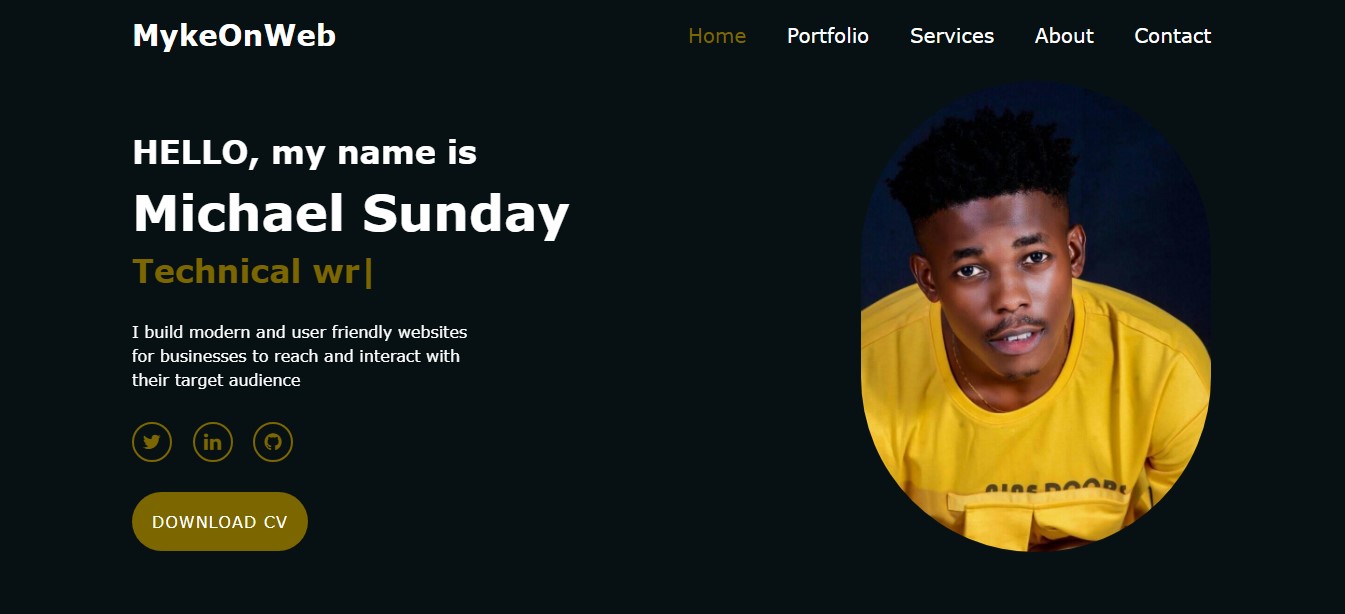 MykeOnWeb
Home Portfolio Services About Contact
HELLO, my name is
Michael Sunday
Technical wr|
I build modern and user friendly websites
for businesses to reach and interact with
their target audience
in
DOWNLOAD CV